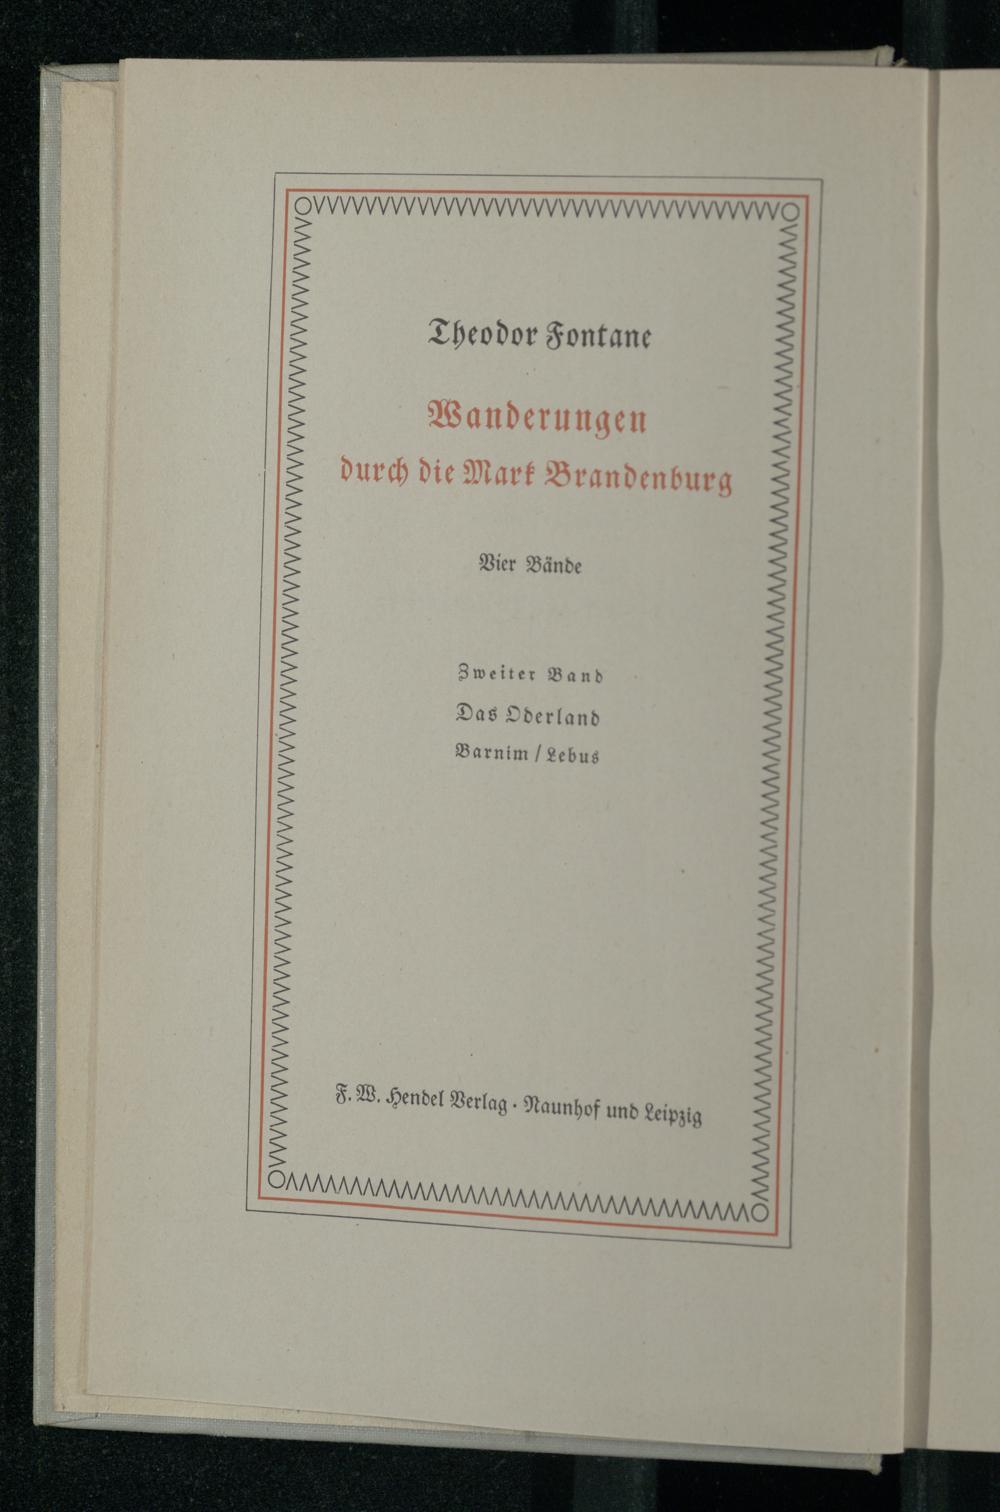 Theodor Fontane
Wanderungen
durch die Mark Brandenburg
Vier Bände
Zweiter Band
Das Oderland
Barnim / Lebus
F. W. Hendel Verlag · Naunhof und Leipzig